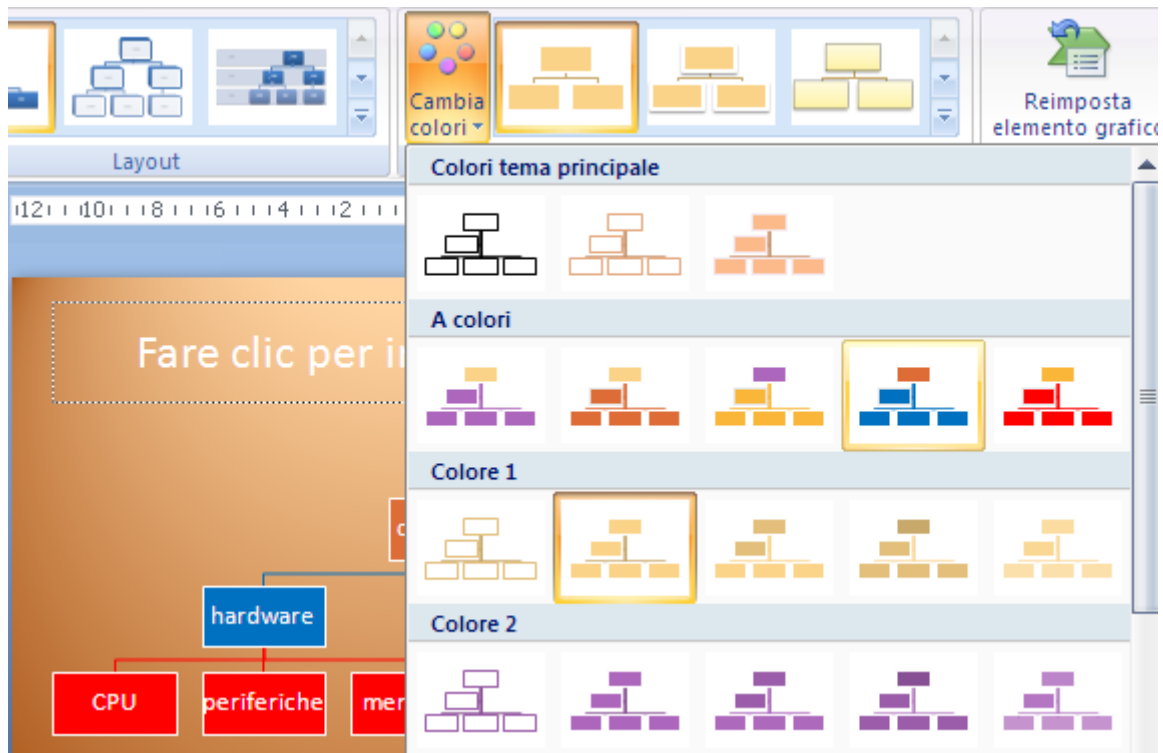 Cambia
colori
Reimposta
elemento grafico
Layout
Colori tema principale
12 10 8 6 4 2
A colori
Fare clic per i
Colore 1
hardware
Colore 2
CPU
periferiche
mer